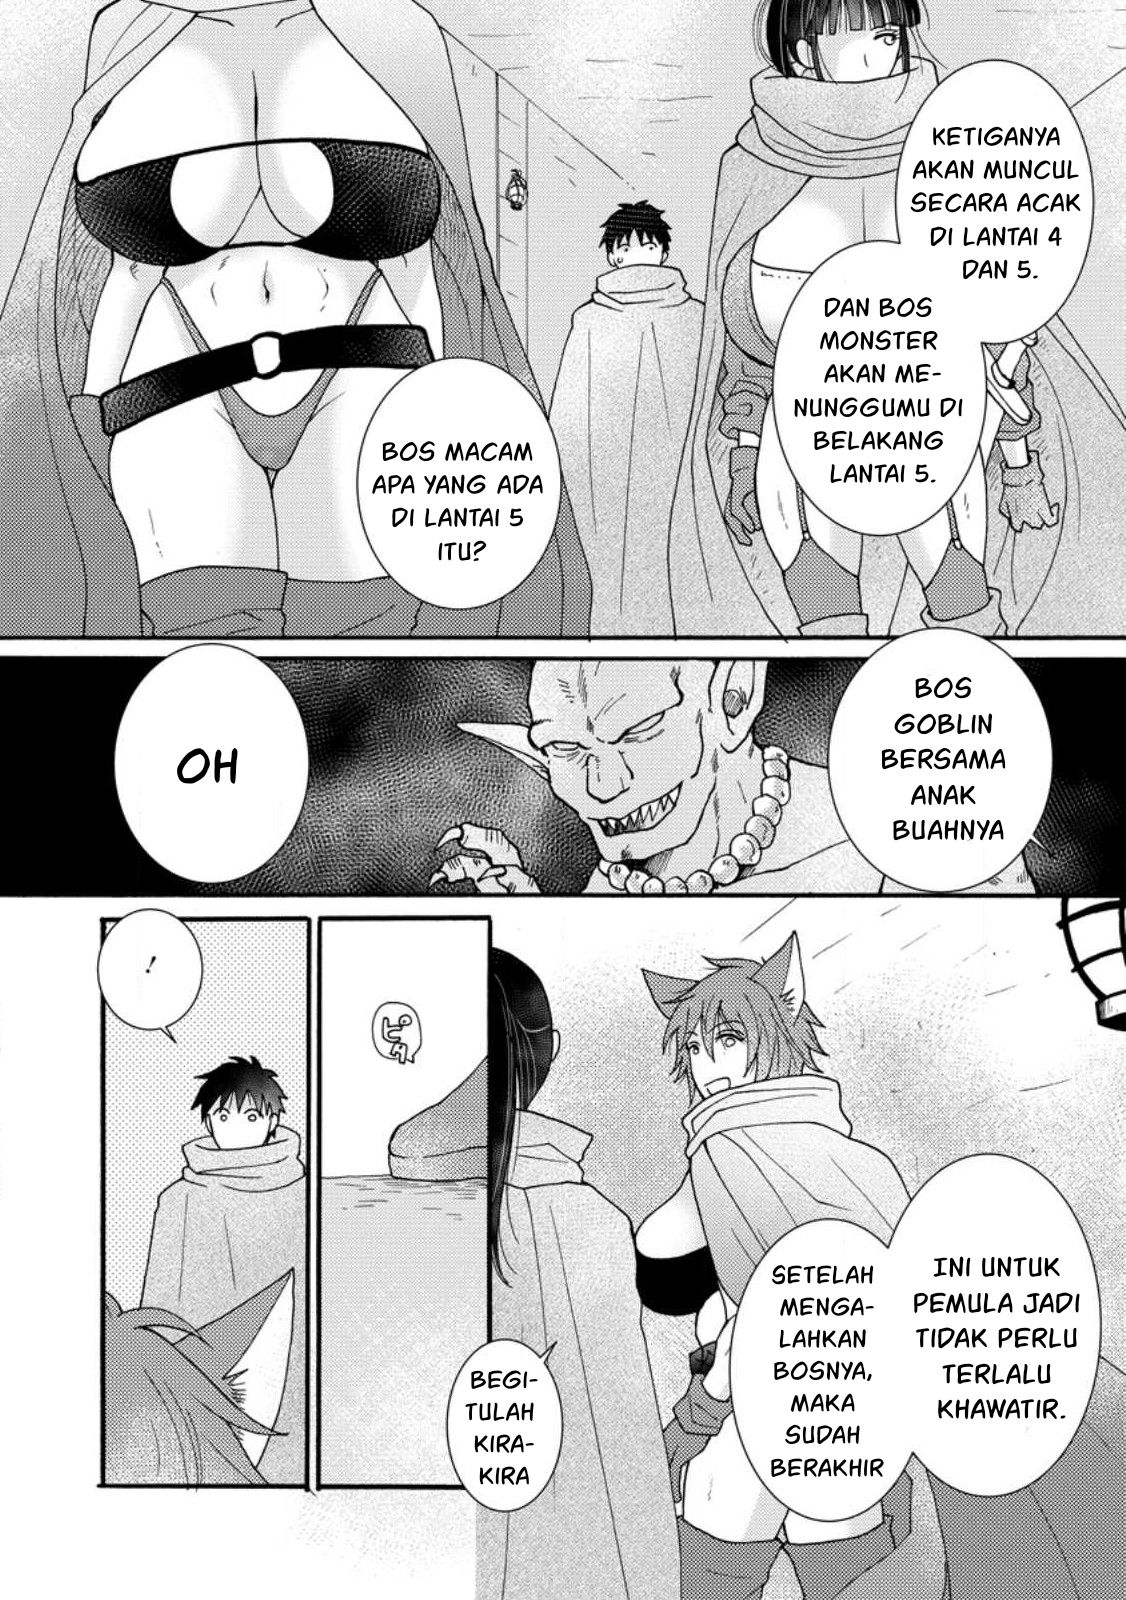 KETIGANYA
AKAN MUNCUL
SECARA ACAK
DI LANTAI 4
DAN 5.
DAN BOS
MONSTER
AKAN ME-
NUNGGUMU DI
BELAKANG
LANTAI 5.
BOS MACAM
APA YANG ADA
DI LANTAI 5
ITU?
BOS
GOBLIN
BERSAMA
ANAK
BUAHNYA
OH
INI UNTUK
PEMULA JADI
TIDAK PERLU
TERLALU
KHAWATIR.
SETELAH
MENGA-
LAHKAN
BOSNYA,
MAKA
SUDAH
BERAKHIR
BEGI-
TULAH
KIRA-
KIRA
ピタ
!